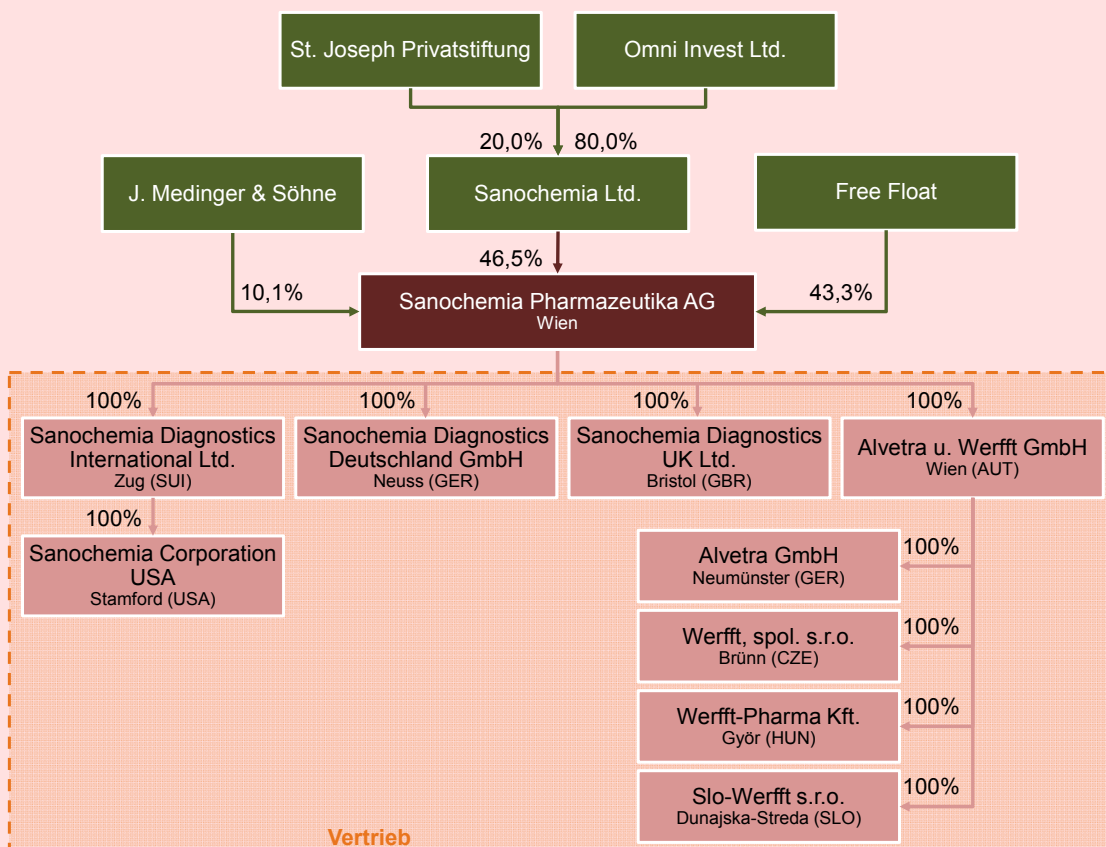 St. Joseph Privatstiftung
Omni Invest Ltd.
20,0%
80,0%
J. Medinger & Söhne
Sanochemia Ltd.
Free Float
46,5%
10,1%
43,3%
Sanochemia Pharmazeutika AG
Wien
100%
100%
100%
100%
Sanochemia Diagnostics
International Ltd.
Zug (SUI)
Sanochemia Diagnostics
Deutschland GmbH
Neuss (GER)
Sanochemia Diagnostics
UK Ltd.
Bristol (GBR)
Alvetra u. Werfft GmbH
Wien (AUT)
100%
Sanochemia Corporation
USA
Stamford (USA)
Alvetra GmbH
Neumünster (GER)
100%
Werfft, spol. s.r.o.
Brünn (CZE)
100%
Werfft-Pharma Kft.
Györ (HUN)
100%
Slo-Werfft s.r.o.
Dunajska-Streda (SLO)
100%
Vertrieb